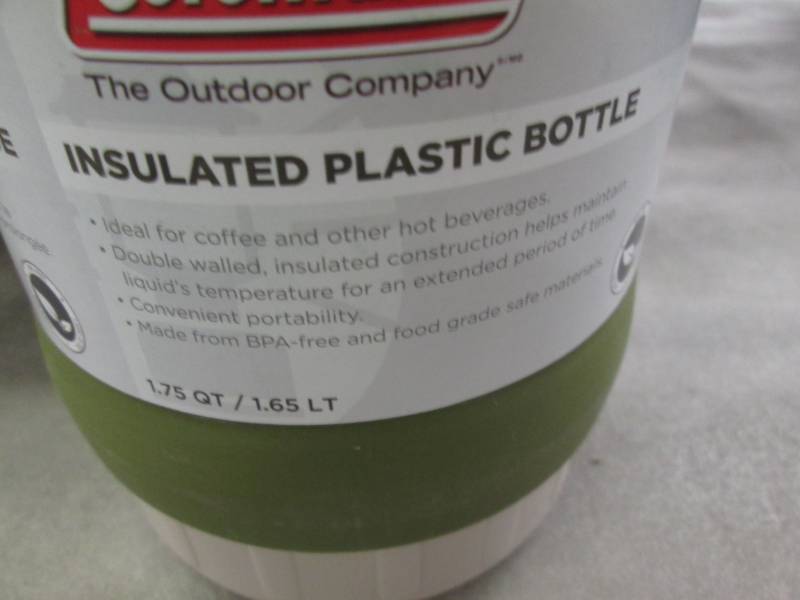 The Outdoor Company
INSULATED PLASTIC BOTTLE
• Ideal for coffee and other hot beverages.
• Double walled, insulated construction helps maintain
liquid's temperature for an extended period of time.
• Convenient portability.
• Made from BPA-free and food grade safe materials.
1.75 QT / 1.65 LT